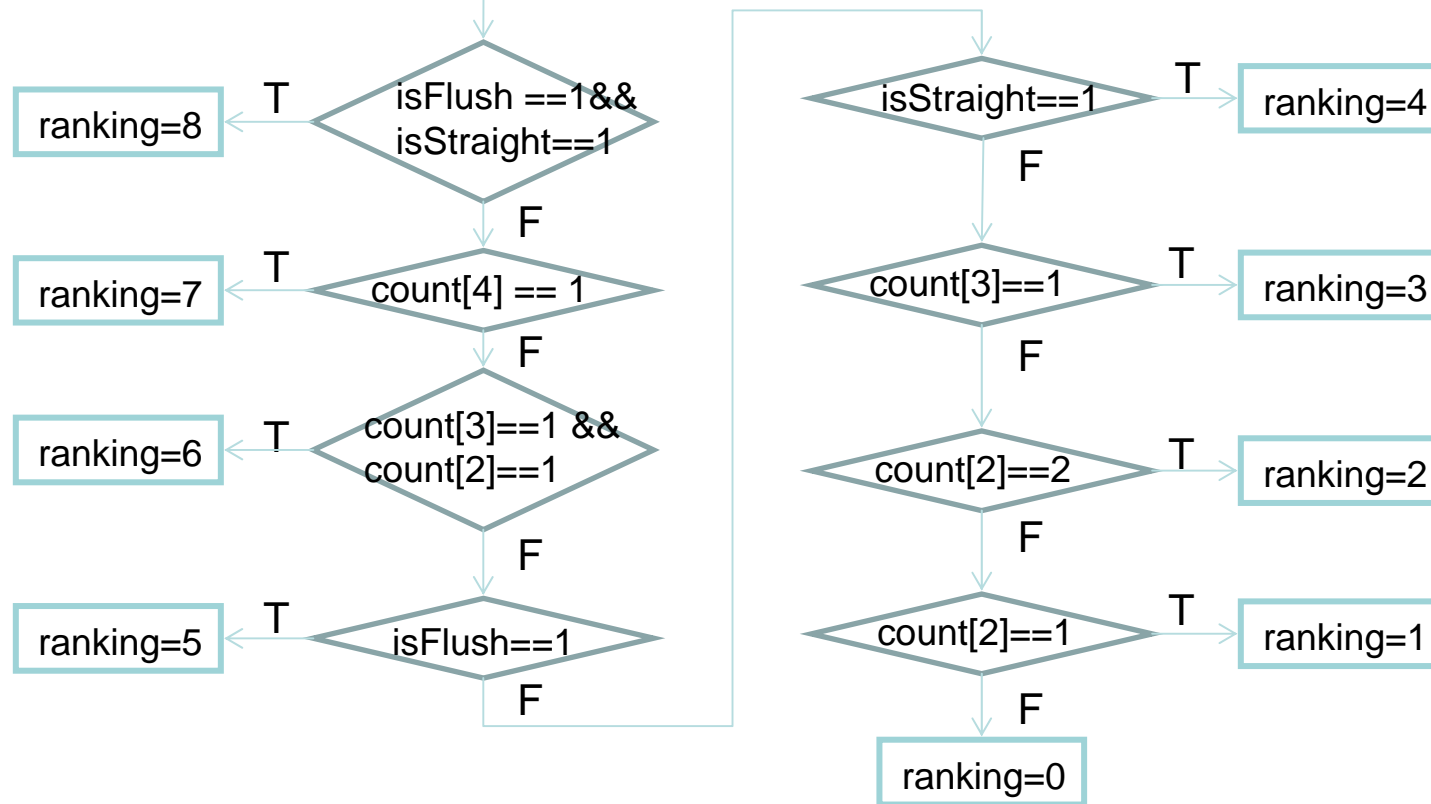 T
isFlush ==1&&
isStraight==1
ranking=8
F
T
count[4] == 1
ranking=7
F
T
count[3]==1 &&
count[2]==1
ranking=6
F
T
isFlush==1
ranking=5
F
isStraight==1
T
ranking=4
F
count[3]==1
T
ranking=3
F
count[2]==2
T
ranking=2
F
count[2]==1
T
ranking=1
F
ranking=0